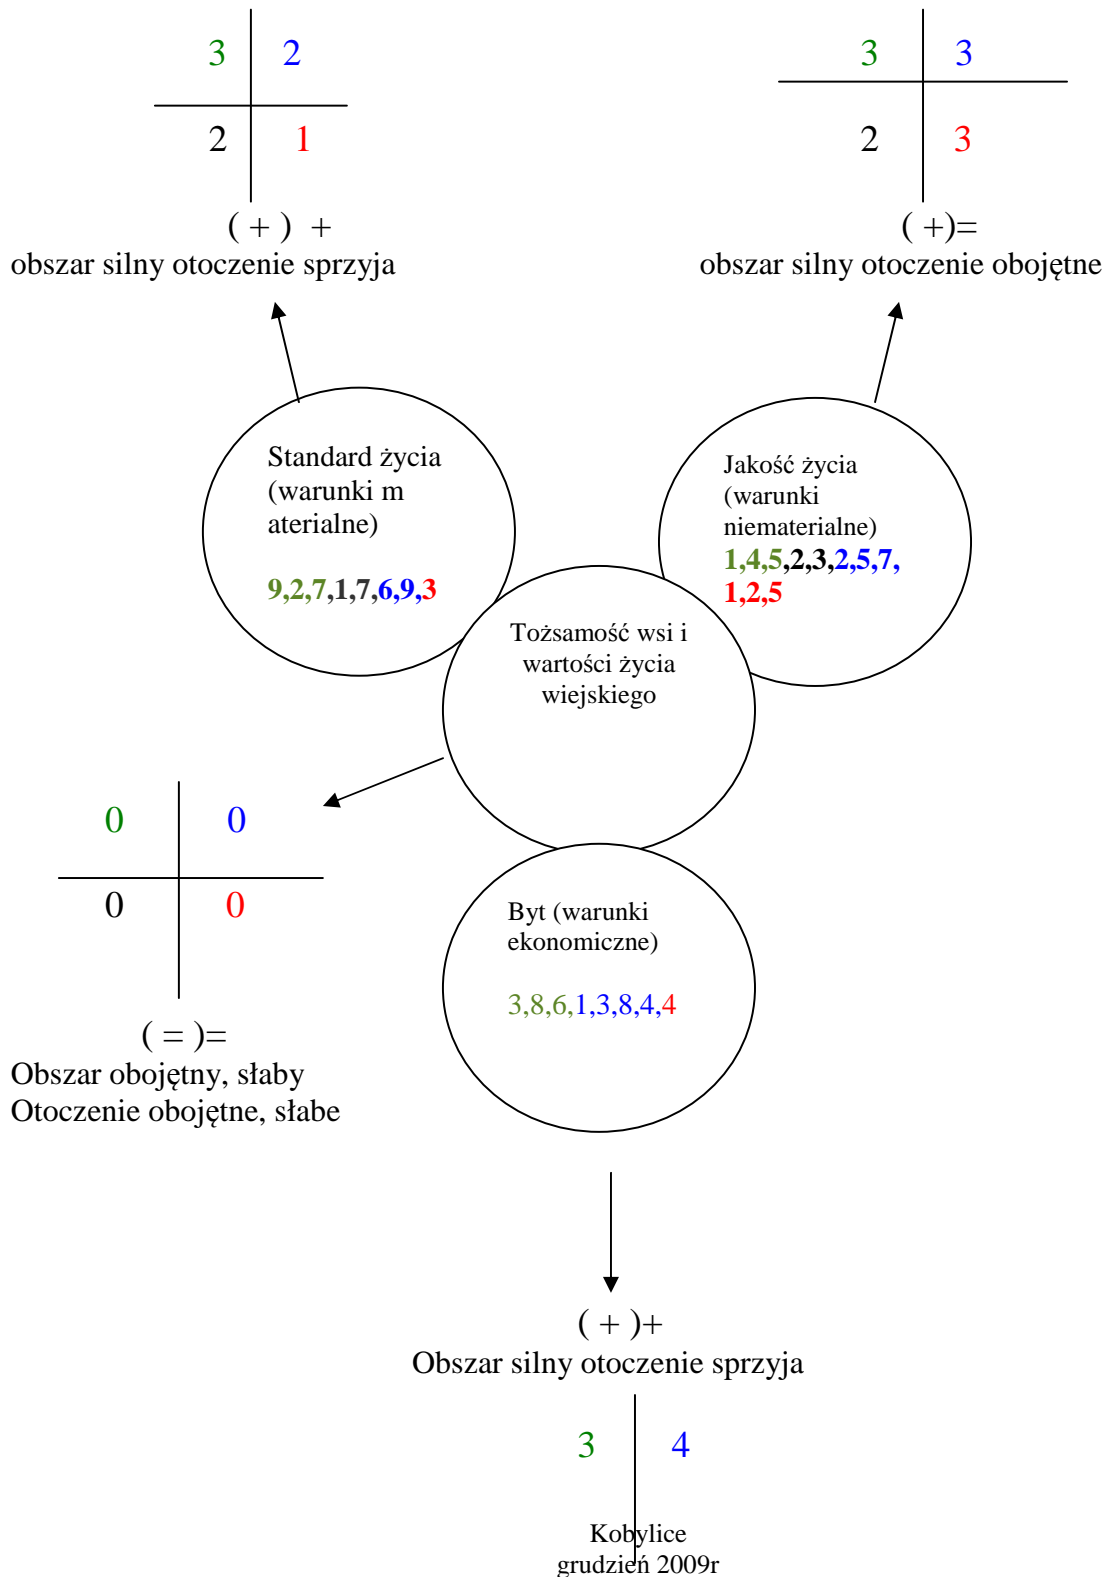 3 2
2 1
( + ) +
obszar silny otoczenie sprzyja
3 3
2 3
( +)=
obszar silny otoczenie obojętne
Standard życia
(warunki m
aterialne)
9,2,7,1,7,6,9,3
Jakość życia
(warunki
niematerialne)
1,4,5,2,3,2,5,7,
1,2,5
Tożsamość wsi i
wartości życia
wiejskiego
0 0
0 0
( = )=
Obszar obojętny, słaby
Otoczenie obojętne, słabe
Byt (warunki
ekonomiczne)
3,8,6,1,3,8,4,4
( + )+
Obszar silny otoczenie sprzyja
3 4
Kobylice
grudzień 2009r